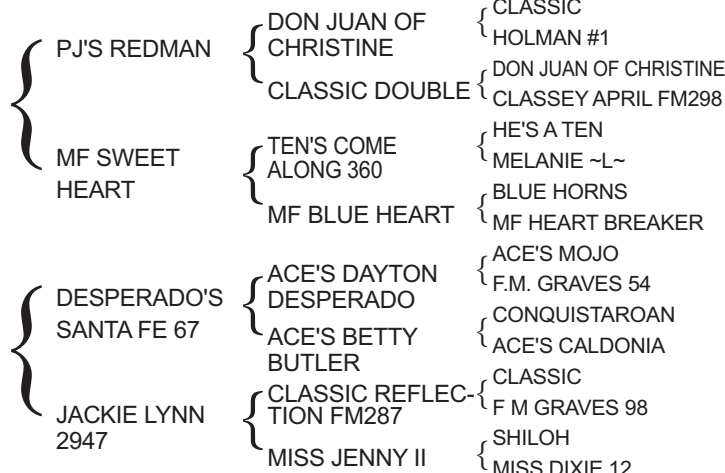 PJ'S REDMAN
MF SWEET
HEART
DESPERADO'S
SANTA FE 67
JACKIE LYNN
2947
DON JUAN OF
CHRISTINE
CLASSIC DOUBLE
TEN'S COME
ALONG 360
MF BLUE HEART
ACE'S DAYTON
DESPERADO
ACE'S BETTY
BUTLER
CLASSIC REFLEC-
TION FM287
MISS JENNY II
CLASSIC
HOLMAN #1
DON JUAN OF CHRISTINE
CLASSEY APRIL FM298
HE'S A TEN
MELANIE ~L~
BLUE HORNS
MF HEART BREAKER
ACE'S MOJO
F.M. GRAVES 54
CONQUISTAROAN
ACE'S CALDONIA
CLASSIC
F M GRAVES 98
SHILOH
MISS DIXIE 12